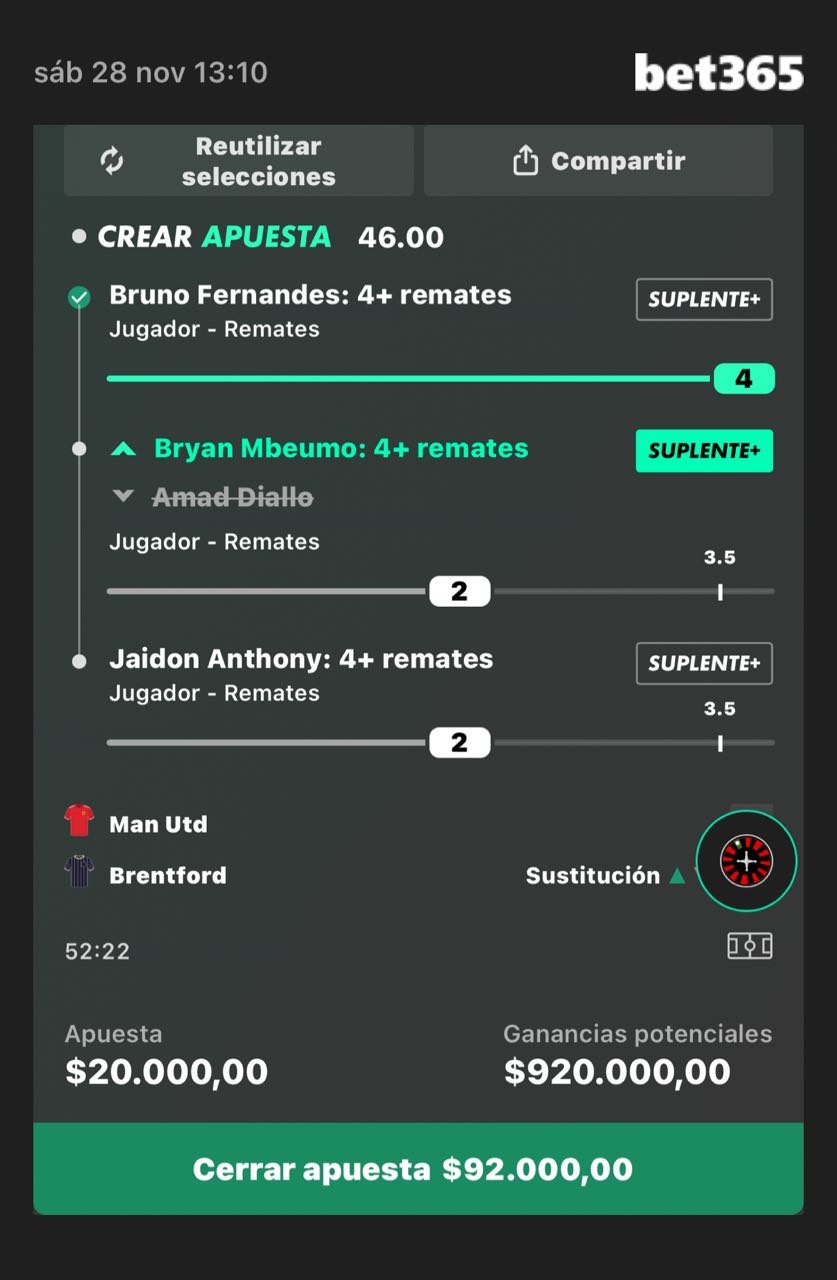 sáb 28 nov 13:10
bet365
Reutilizar
selecciones
Compartir
CREAR APUESTA 46.00
Bruno Fernandes: 4+ remates
SUPLENTE+
Jugador - Remates
4
Bryan Mbeumo: 4+ remates
SUPLENTE+
Amad Diallo
Jugador - Remates
3.5
2
Jaidon Anthony: 4+ remates
SUPLENTE+
Jugador - Remates
3.5
2
Man Utd
Brentford
Sustitución
52:22
Apuesta
Ganancias potenciales
$20.000,00
$920.000,00
Cerrar apuesta $92.000,00